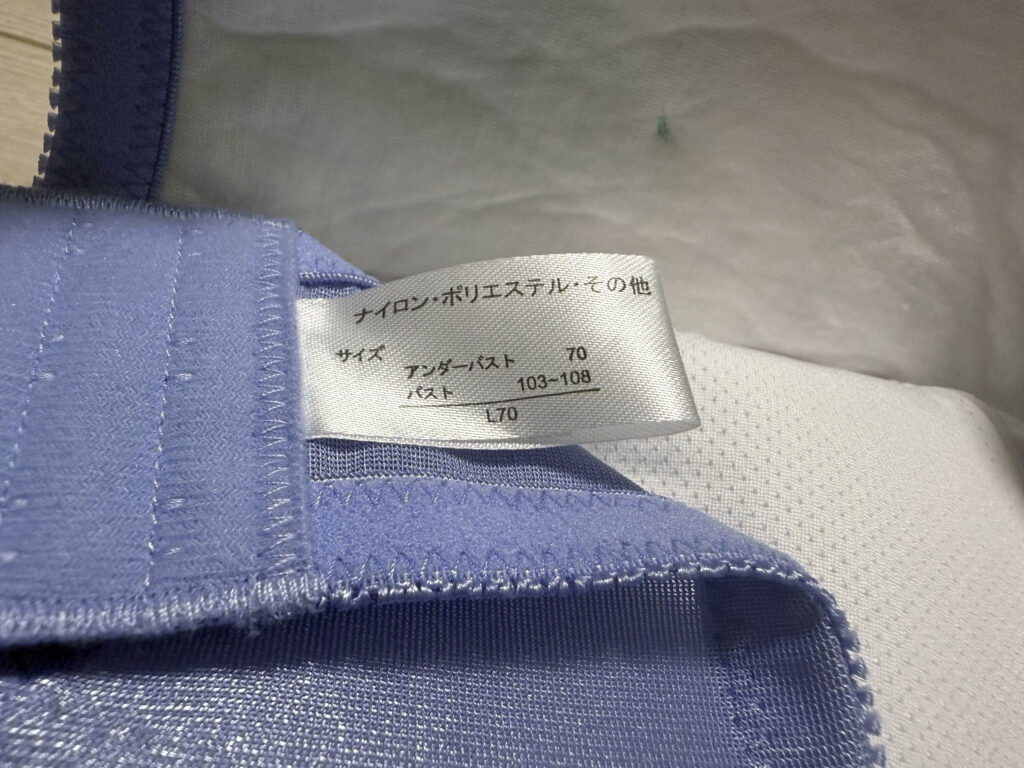 ナイロン・ポリエステル・その他
サイズ
アンダーバスト 70
バスト 103~108
L70